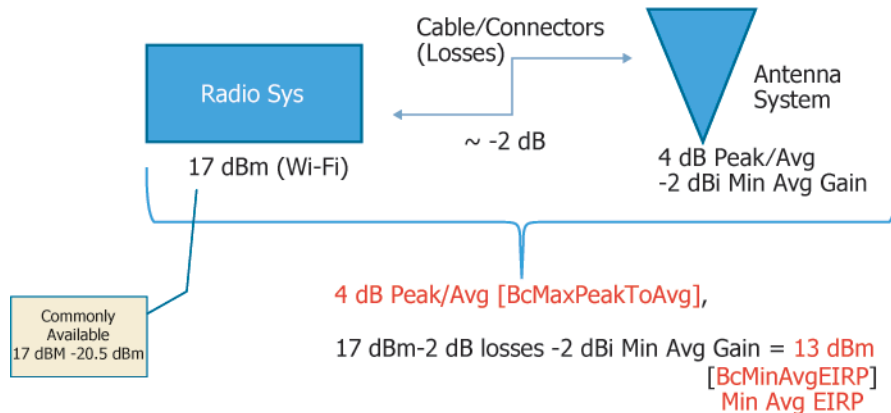 Cable/Connectors
(Losses)
Radio Sys
Antenna
System
~ -2 dB
17 dBm (Wi-Fi)
4 dB Peak/Avg
-2 dBi Min Avg Gain
Commonly
Available
17 dBM -20.5 dBm
4 dB Peak/Avg [BcMaxPeakToAvg],
17 dBm-2 dB losses -2 dBi Min Avg Gain = 13 dBm
[BcMinAvgEIRP]
Min Avg EIRP